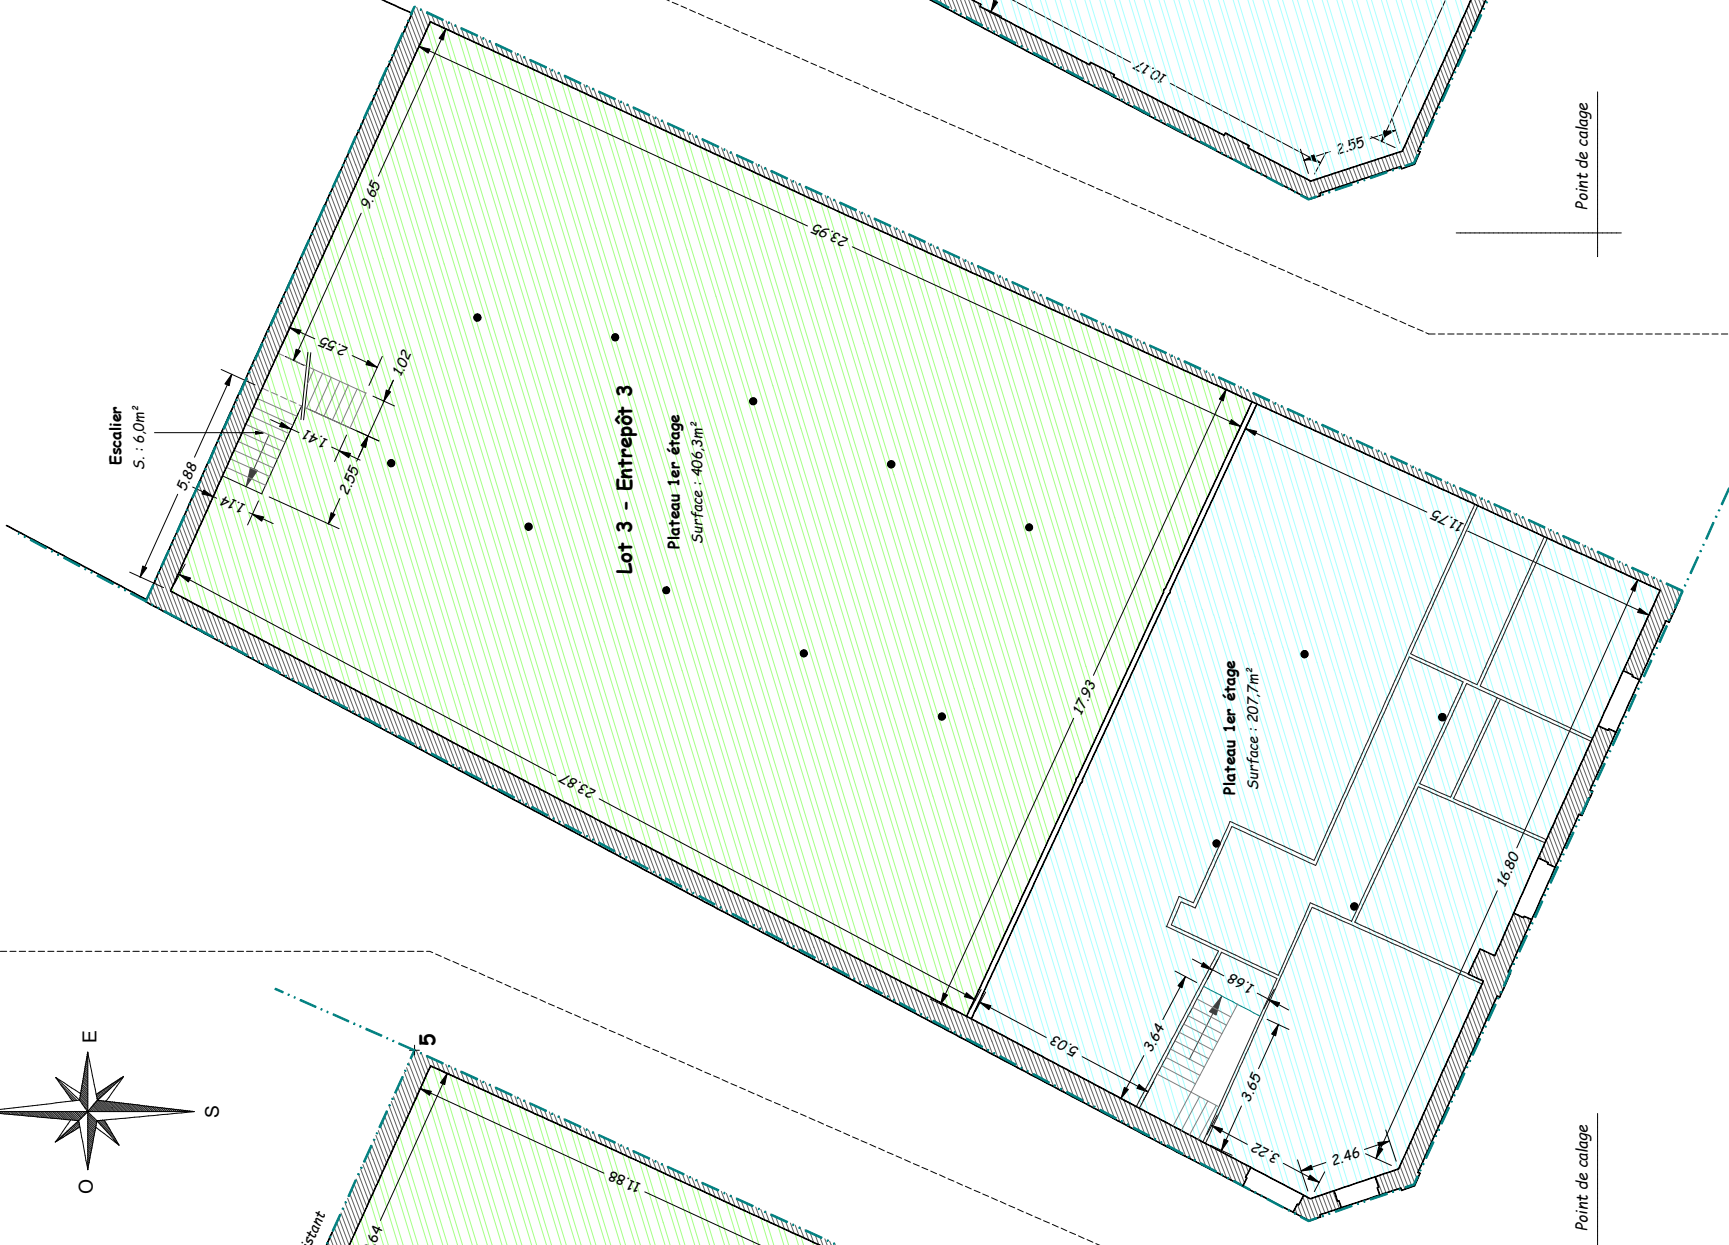 10.17
2.55
Point de calage
9.65
23.95
2.55
1.02
Escalier
S. : 6,0m²
5.88
1.41
2.55
1.14
Lot 3 - Entrepôt 3
Plateau 1er étage
Surface : 406,3m²
11.75
17.93
23.87
Plateau 1er étage
Surface : 207,7m²
16.80
1.68
3.64
5.03
3.65
3.22
2.46
E
S
O
5
11.88
64
istant
Point de calage